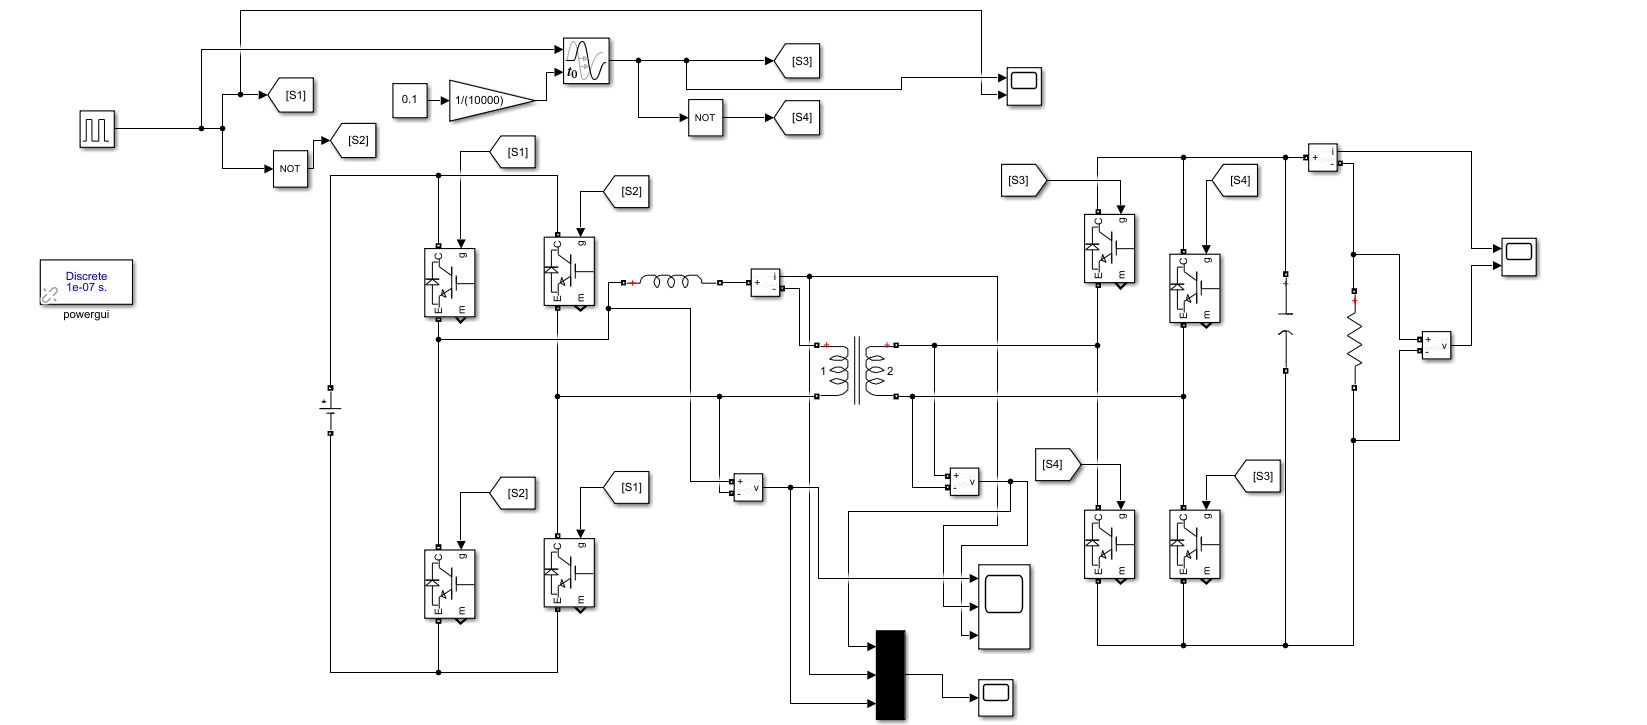 [S3]
t0
[S1]
0.1
1/(10000)
[S2]
NOT
[S4]
NOT
[S1]
[S2]
[S3]
[S4]
i
+
-
C
g
E
m
C
g
E
m
C
g
E
m
C
g
E
m
Discrete
1e-07 s.
powergui
+
i
+
-
+
+
+
+
1
2
+
-
v
+
[S4]
[S3]
[S2]
[S1]
+
-
v
+
-
v
C
g
E
m
C
g
E
m
C
g
E
m
C
g
E
m